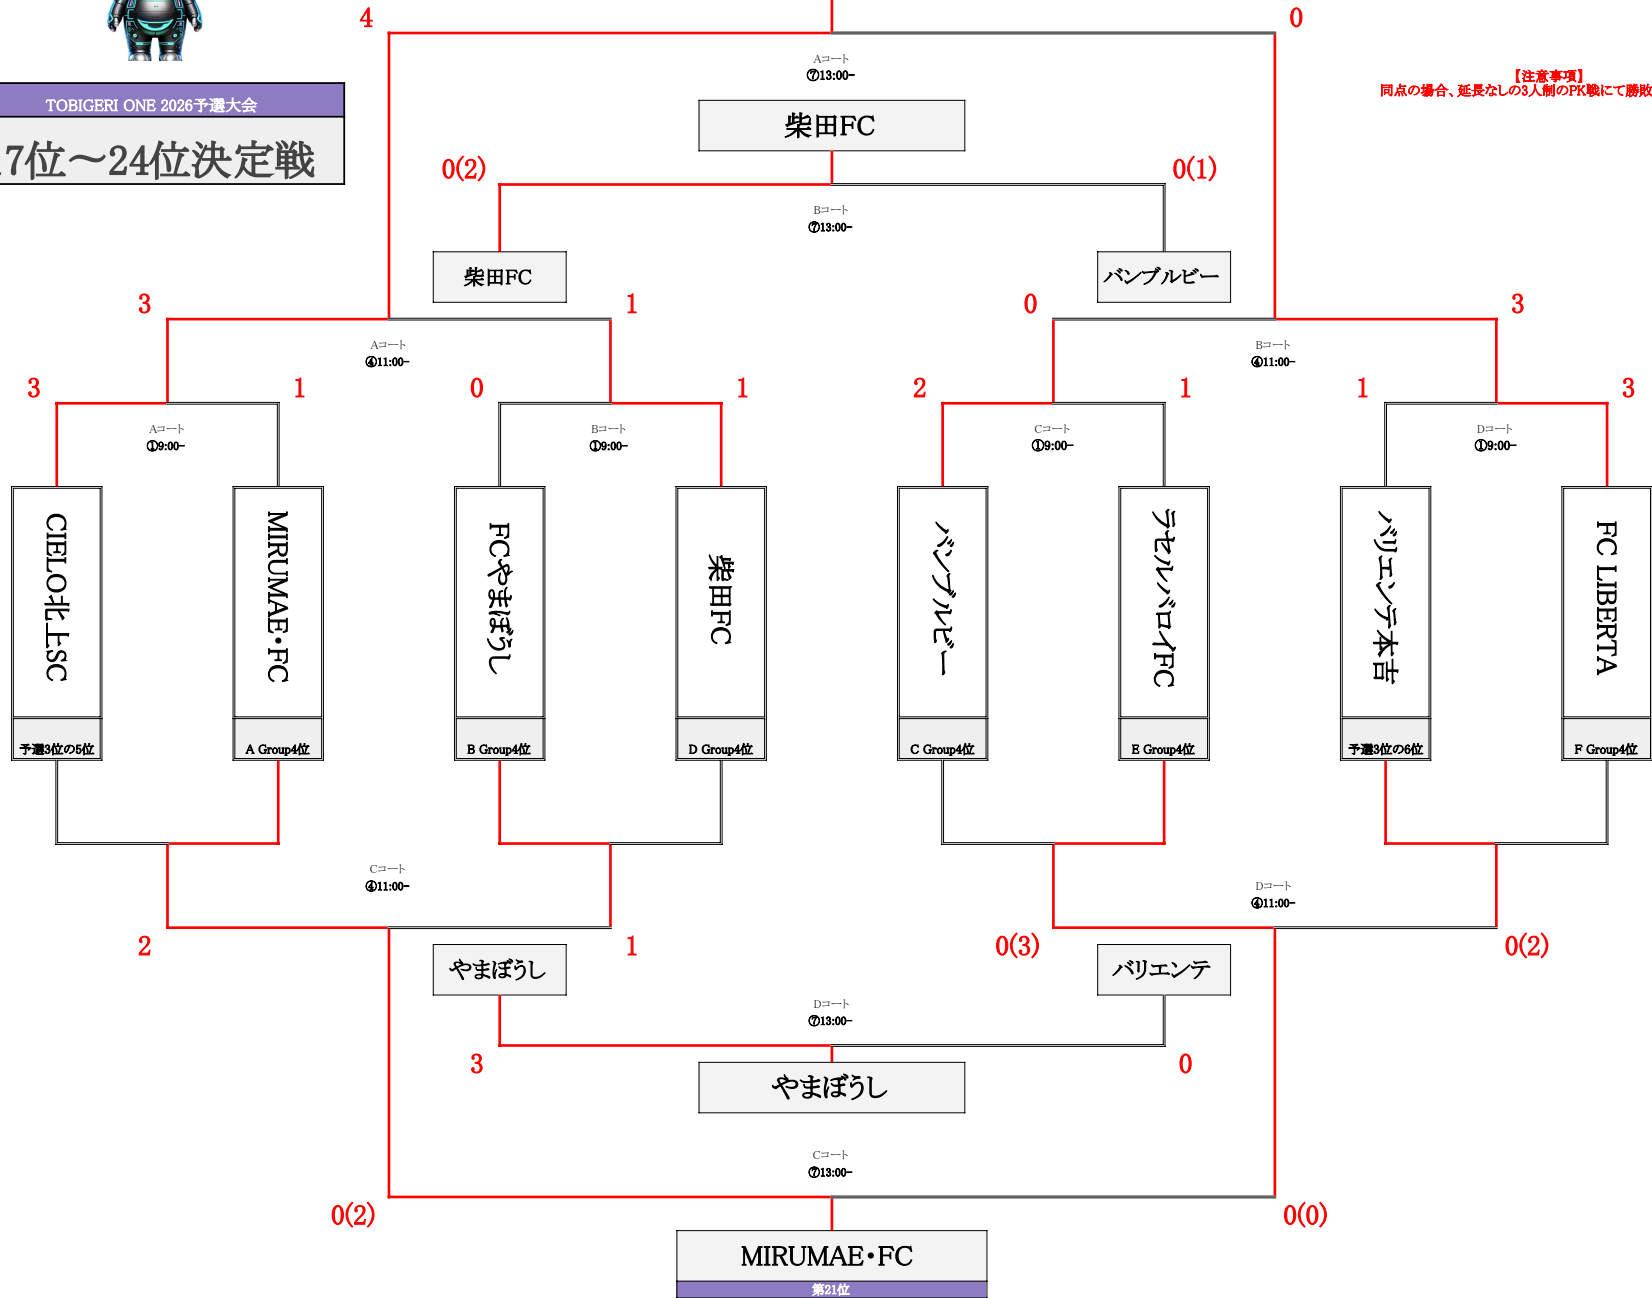 4
0
Aコート
⑦13:00-
【注意事項】
同点の場合、延長なしの3人制のPK戦にて勝敗
TOBIGERI ONE 2026予選大会
7位～24位決定戦
柴田FC
0(2)
0(1)
Bコート
⑦13:00-
柴田FC
バンブルビー
3
1
0
3
Aコート
④11:00-
Bコート
④11:00-
3
1
0
1
2
1
1
3
Aコート
①9:00-
Bコート
①9:00-
Cコート
①9:00-
Dコート
①9:00-
CIELO北上SC
MIRUMAE・FC
FCやまぼうし
柴田FC
バンブルビー
ラセルバロイFC
バリエンテ本吉
FC LIBERTA
予選3位の5位
A Group4位
B Group4位
D Group4位
C Group4位
E Group4位
予選3位の6位
F Group4位
Cコート
④11:00-
Dコート
④11:00-
2
1
0(3)
0(2)
やまぼうし
バリエンテ
Dコート
⑦13:00-
3
0
やまぼうし
Cコート
⑦13:00-
0(2)
0(0)
MIRUMAE・FC
第21位